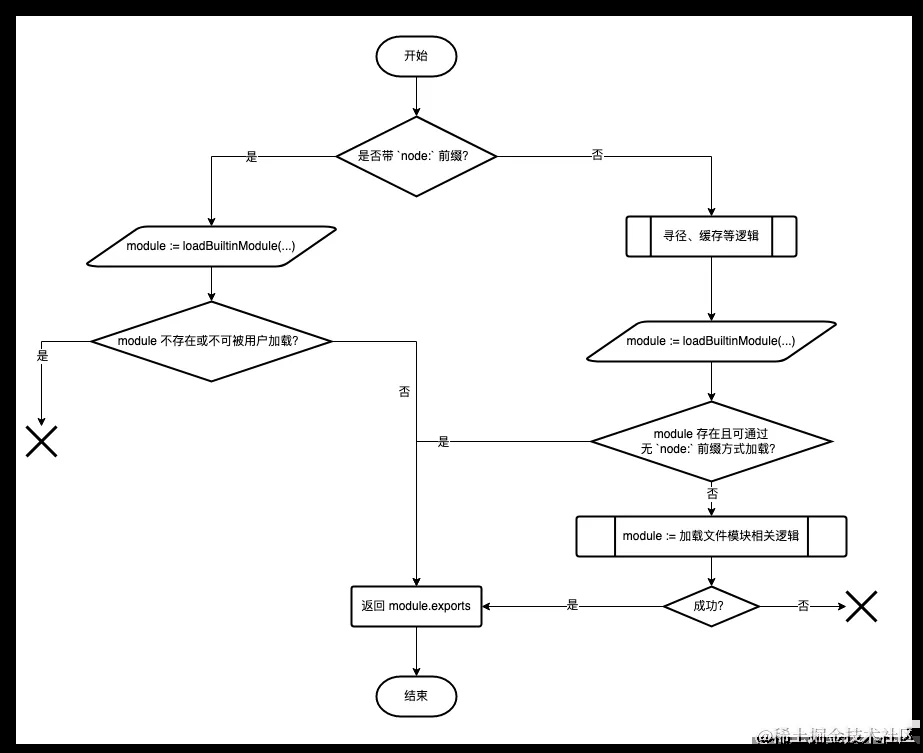 开始
是否带 `node:` 前缀?
是
否
module := loadBuiltinModule(...)
寻径、缓存等逻辑
module 不存在或不可被用户加载?
module := loadBuiltinModule(...)
是
否
module 存在且可通过
无 `node:` 前缀方式加载?
是
否
module := 加载文件模块相关逻辑
返回 module.exports
是
成功?
否
结束
@稀土掘金技术社区